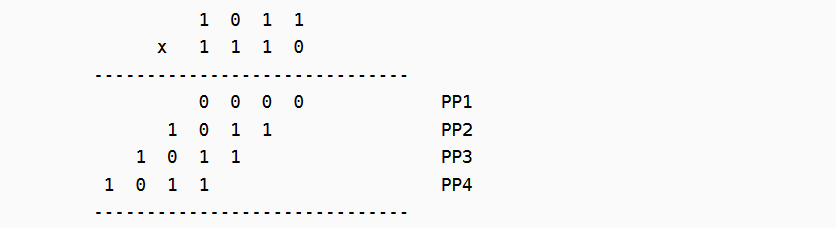 1 0 1 1
x 1 1 1 0
------------------------------
0 0 0 0 PP1
1 0 1 1 PP2
1 0 1 1 PP3
1 0 1 1 PP4
------------------------------